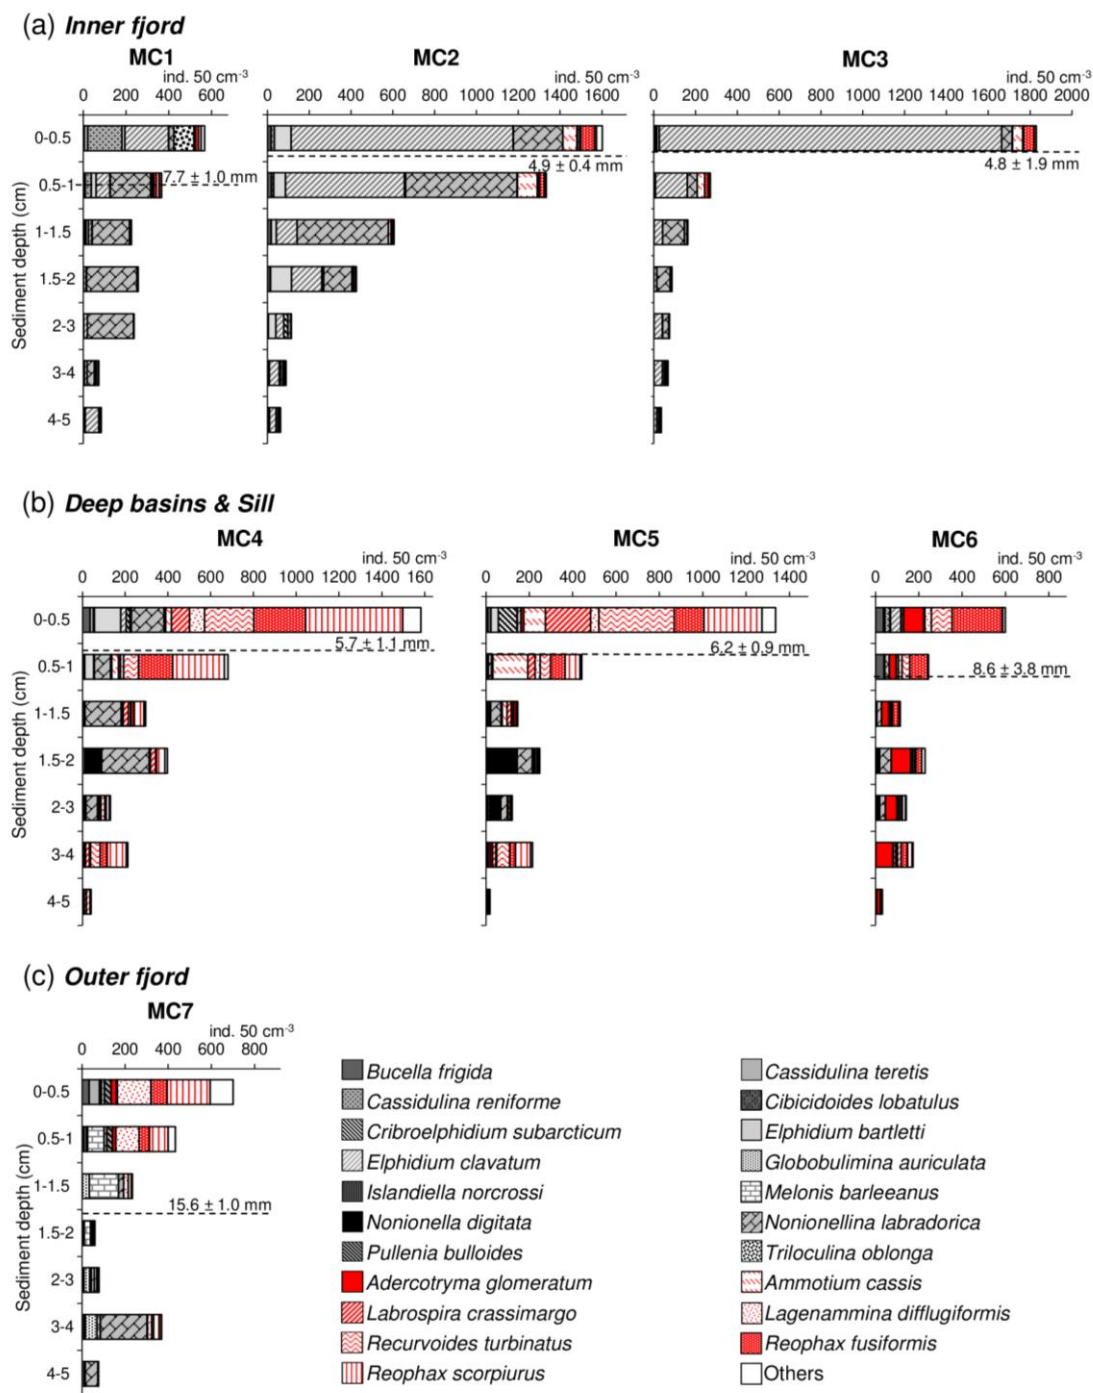 (a) Inner fjord
MC1 MC2 MC3
ind. 50 cm-3 ind. 50 cm-3 ind. 50 cm-3
0 200 400 600 0 200 400 600 800 1000 1200 1400 1600 0 200 400 600 800 1000 1200 1400 1600 1800 2000
Sediment depth (cm)
0-0.5
4.9 ± 0.4 mm 4.8 ± 1.9 mm
0.5-1 7.7 ± 1.0 mm
1-1.5
1.5-2
2-3
3-4
4-5
(b) Deep basins & Sill
MC4 MC5 MC6
ind. 50 cm-3 ind. 50 cm-3 ind. 50 cm-3
0 200 400 600 800 1000 1200 1400 160 0 200 400 600 800 1000 1200 1400 0 200 400 600 800
Sediment depth (cm)
0-0.5
5.7 ± 1.1 mm 6.2 ± 0.9 mm
0.5-1 8.6 ± 3.8 mm
1-1.5
1.5-2
2-3
3-4
4-5
(c) Outer fjord
MC7
ind. 50 cm-3
0 200 400 600 800
Sediment depth (cm)
0-0.5
0.5-1
1-1.5
15.6 ± 1.0 mm
1.5-2
2-3
3-4
4-5
Bucella frigida
Cassidulina reniforme
Cribroelphidium subarcticum
Elphidium clavatum
Islandiella norcrossi
Nonionella digitata
Pullenia bulloides
Adercotryma glomeratum
Labrospira crassimargo
Recurvoides turbinatus
Reophax scorpiurus
Cassidulina teretis
Cibicidoides lobatulus
Elphidium bartletti
Globobulimina auriculata
Melonis barleeanus
Nonionellina labradorica
Triloculina oblonga
Ammotium cassis
Lagenammina difflugiformis
Reophax fusiformis
Others